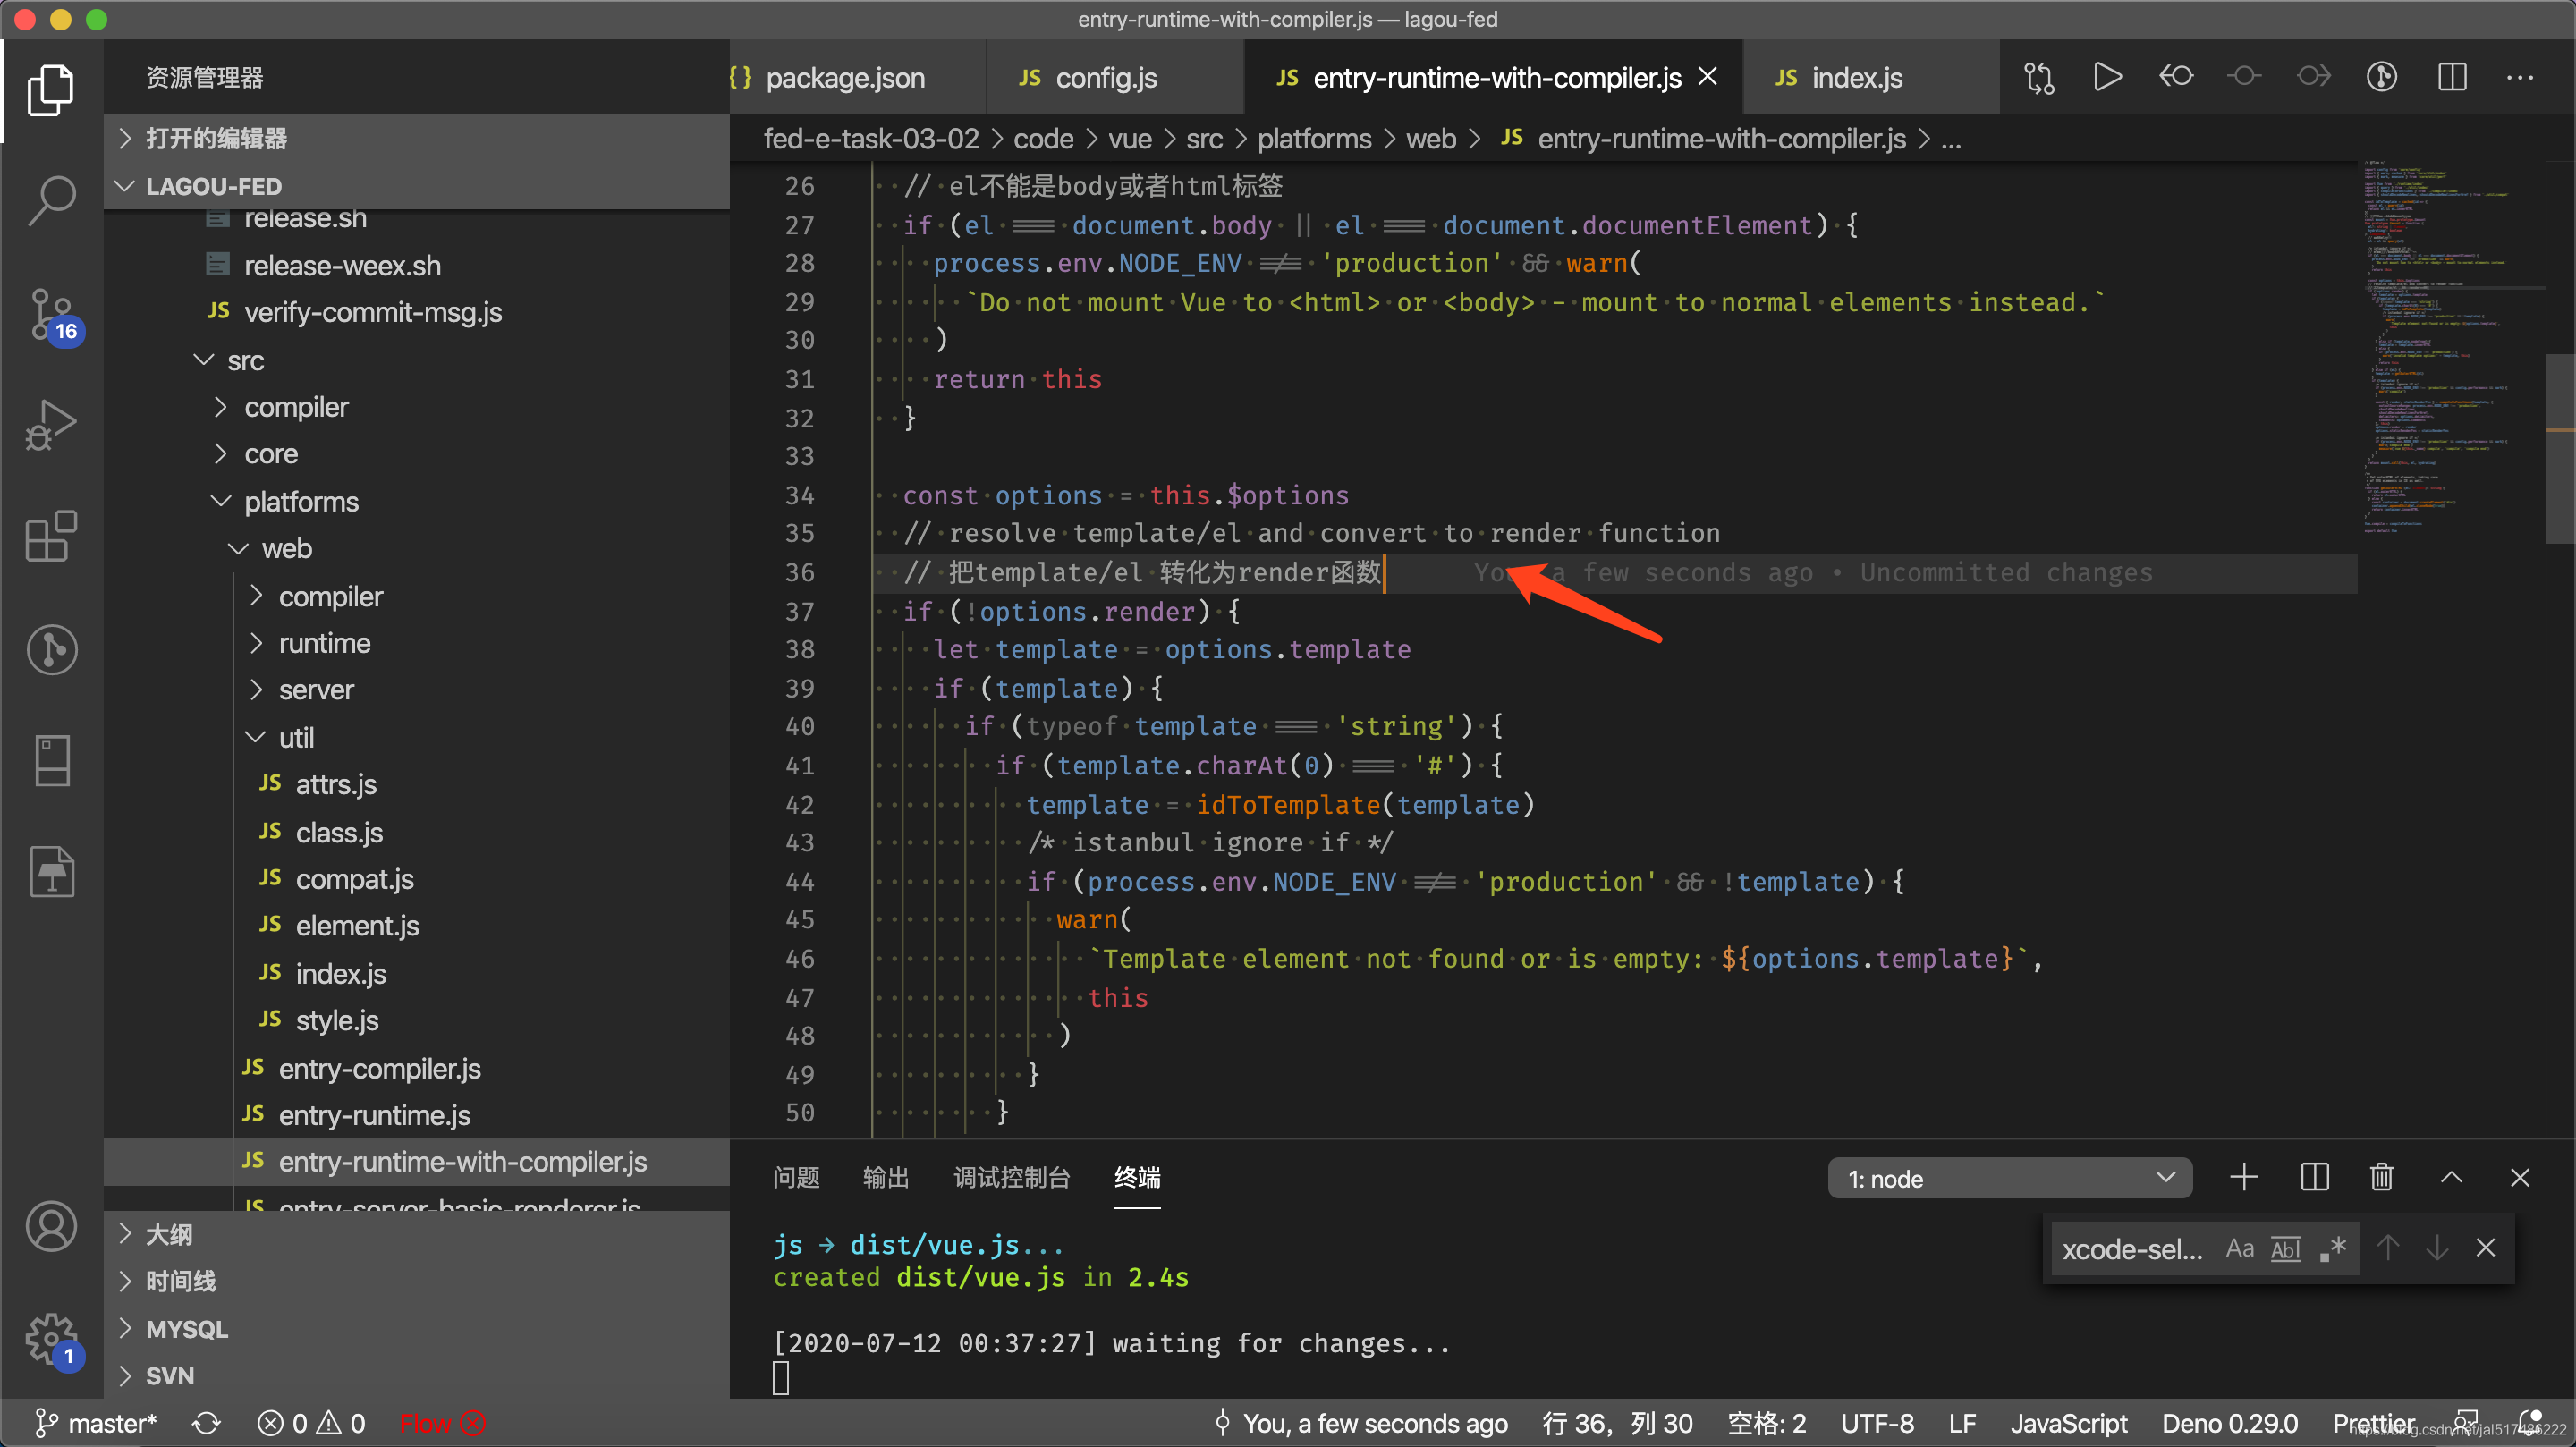 entry-runtime-with-compiler.js — lagou-fed
资源管理器
打开的编辑器
LAGOU-FED
release.sh
release-weex.sh
JS verify-commit-msg.js
src
compiler
core
platforms
web
compiler
runtime
server
util
JS attrs.js
JS class.js
JS compat.js
JS element.js
JS index.js
JS style.js
JS entry-compiler.js
JS entry-runtime.js
JS entry-runtime-with-compiler.js
JS entry-server-basic-renderer.js
大纲
时间线
MYSQL
SVN
16
1
{} package.json
JS config.js
JS entry-runtime-with-compiler.js
JS index.js
fed-e-task-03-02 > code > vue > src > platforms > web > JS entry-runtime-with-compiler.js > ...
26 // el不能是body或者html标签
27 if (el === document.body || el === document.documentElement) {
28 process.env.NODE_ENV !== 'production' && warn(
29 `Do not mount Vue to <html> or <body> - mount to normal elements instead.`
30 )
31 return this
32 }
33
34 const options = this.$options
35 // resolve template/el and convert to render function
36 // 把template/el 转化为render函数 You, a few seconds ago • Uncommitted changes
37 if (!options.render) {
38 let template = options.template
39 if (template) {
40 if (typeof template === 'string') {
41 if (template.charAt(0) === '#') {
42 template = idToTemplate(template)
43 /* istanbul ignore if */
44 if (process.env.NODE_ENV !== 'production' && !template) {
45 warn(
46 `Template element not found or is empty: ${options.template}`,
47 this
48 )
49 }
50 }
问题 输出 调试控制台 终端
1: node
js → dist/vue.js...
created dist/vue.js in 2.4s
[2020-07-12 00:37:27] waiting for changes...
xcode-sel... Aa Abl .*
master* 0 0 Flow
You, a few seconds ago 行 36, 列 30 空格: 2 UTF-8 LF JavaScript Deno 0.29.0 Prettier
https://blog.csdn.net/jal517486222